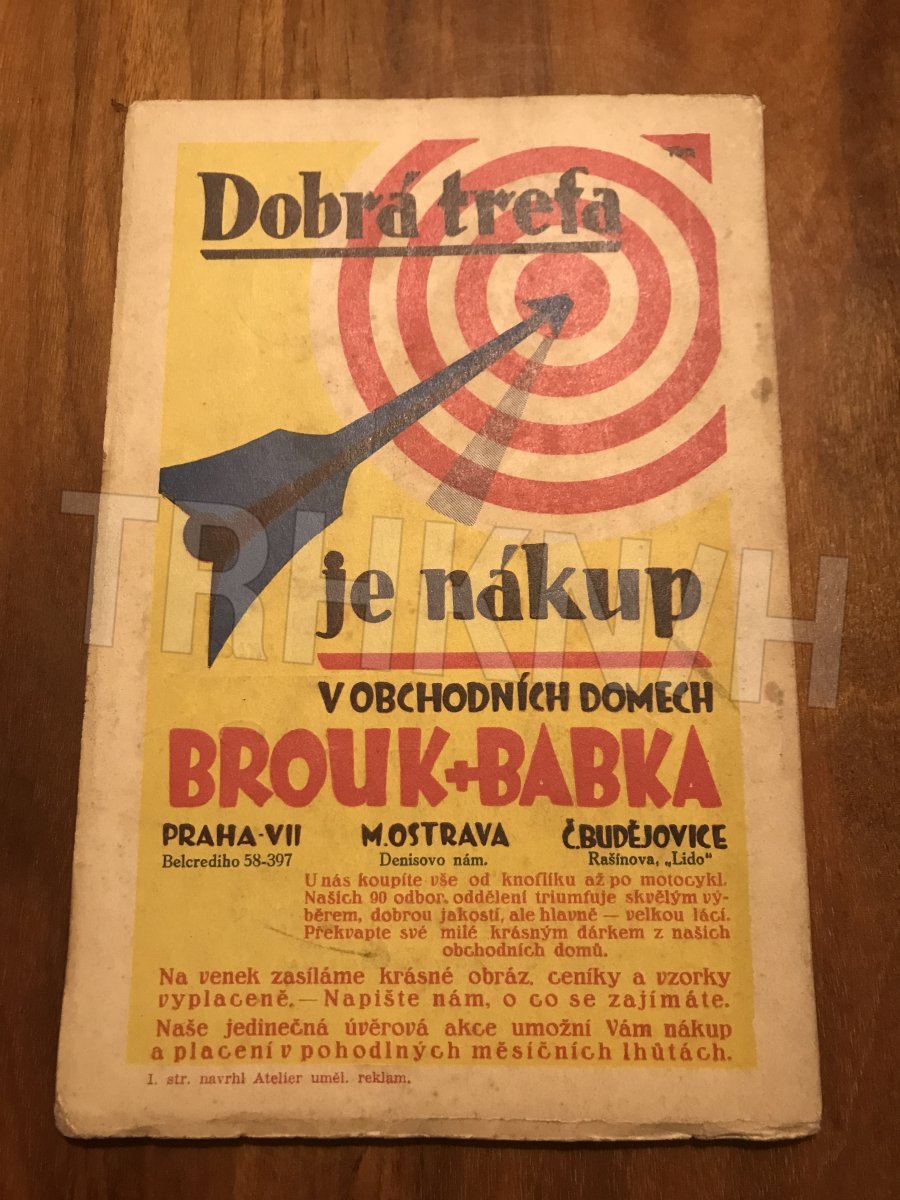 Dobrá trefa
je nákup
V OBCHODNÍCH DOMECH
BROUK+BABKA
PRAHA-VII M.OSTRAVA Č.BUDĚJOVICE
Belcrediho 58-397 Denisovo nám. Rašínova, „Lido“
U nás koupíte vše od knoflíku až po motocykl.
Našich 90 odbor. oddělení triumfuje skvělým vý-
běrem, dobrou jakostí, ale hlavně — velkou lácí.
Překvapte své milé krásným dárkem z našich
obchodních domů.
Na venek zasíláme krásné obráz. ceníky a vzorky
vyplaceně. — Napište nám, o co se zajímáte.
Naše jedinečná úvěrová akce umožní Vám nákup
a placení v pohodlných měsíčních lhůtách.
I. str. navrhl Atelier uměl. reklam.
TRHKNIH